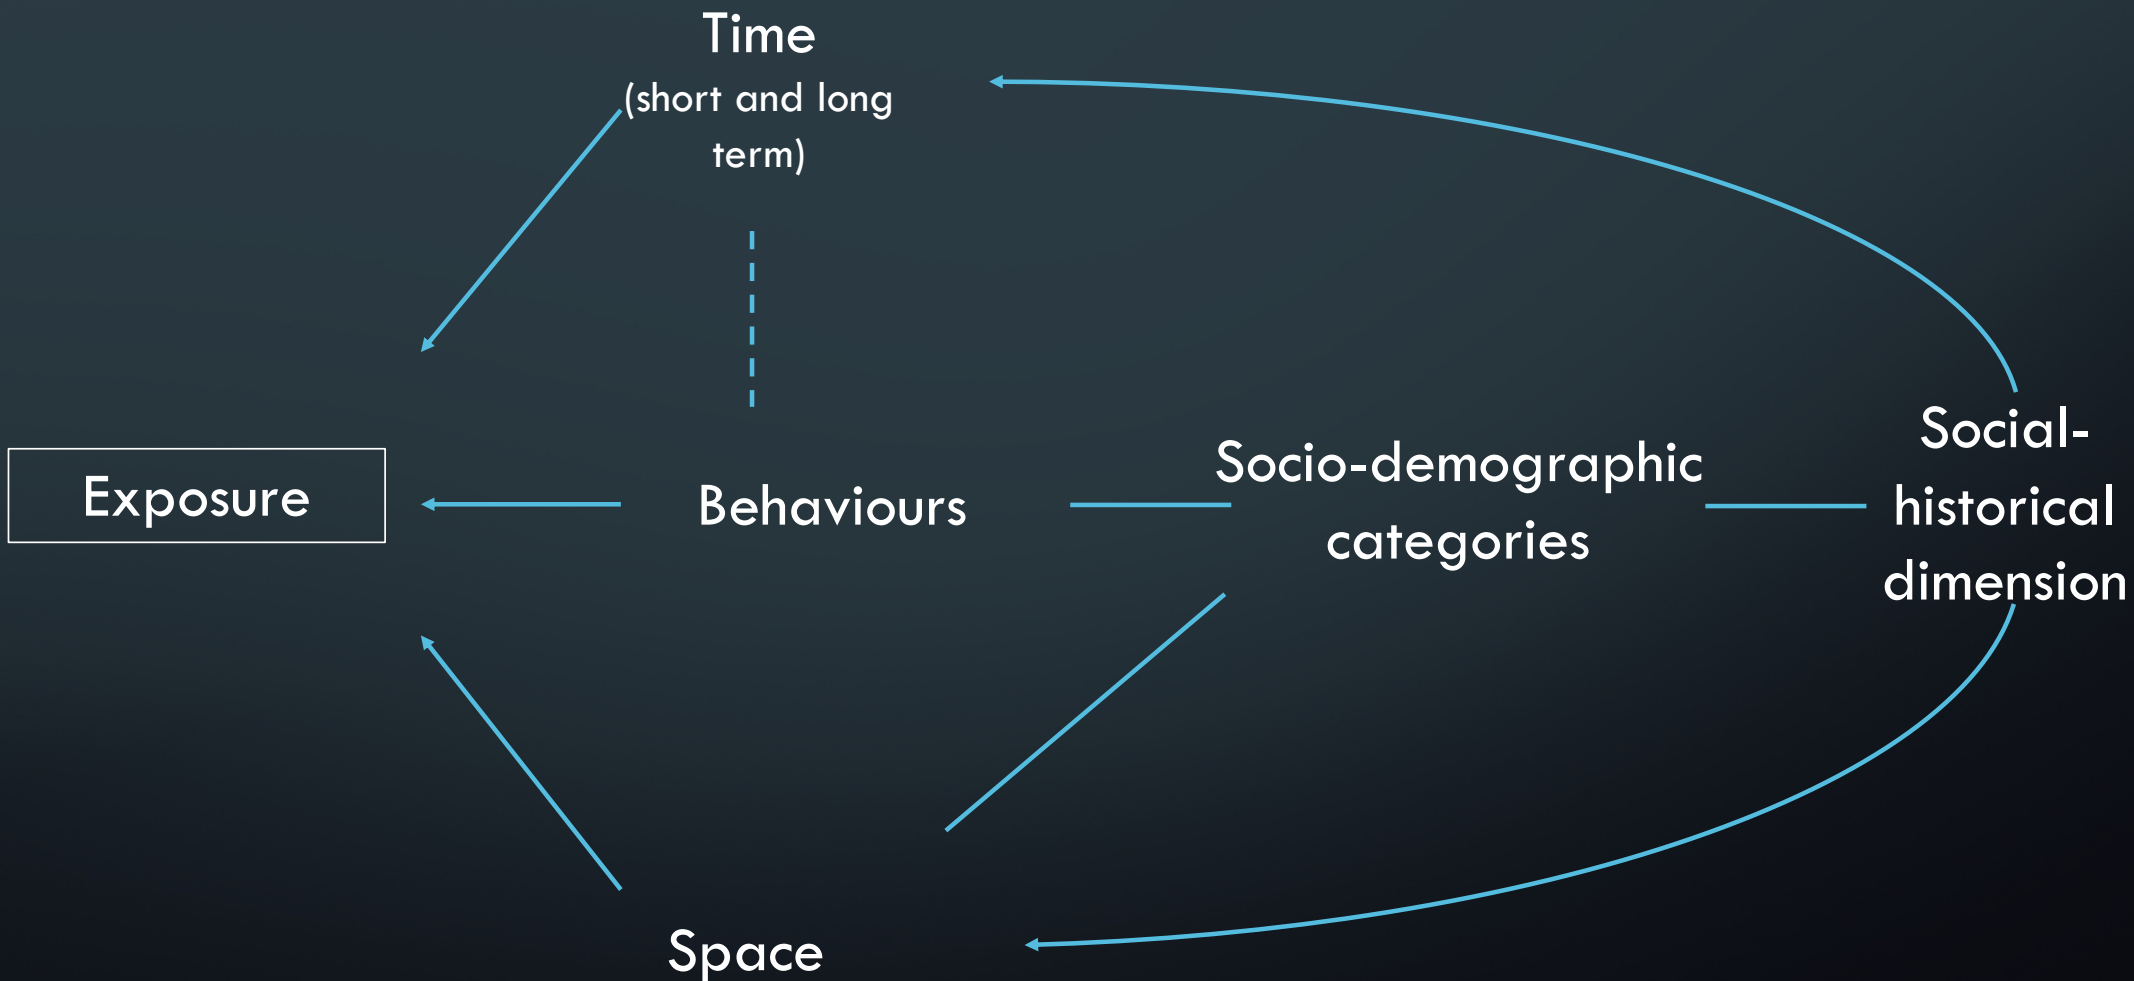 Time
(short and long
term)
Exposure
Behaviours
Socio-demographic
categories
Social-
historical
dimension
Space